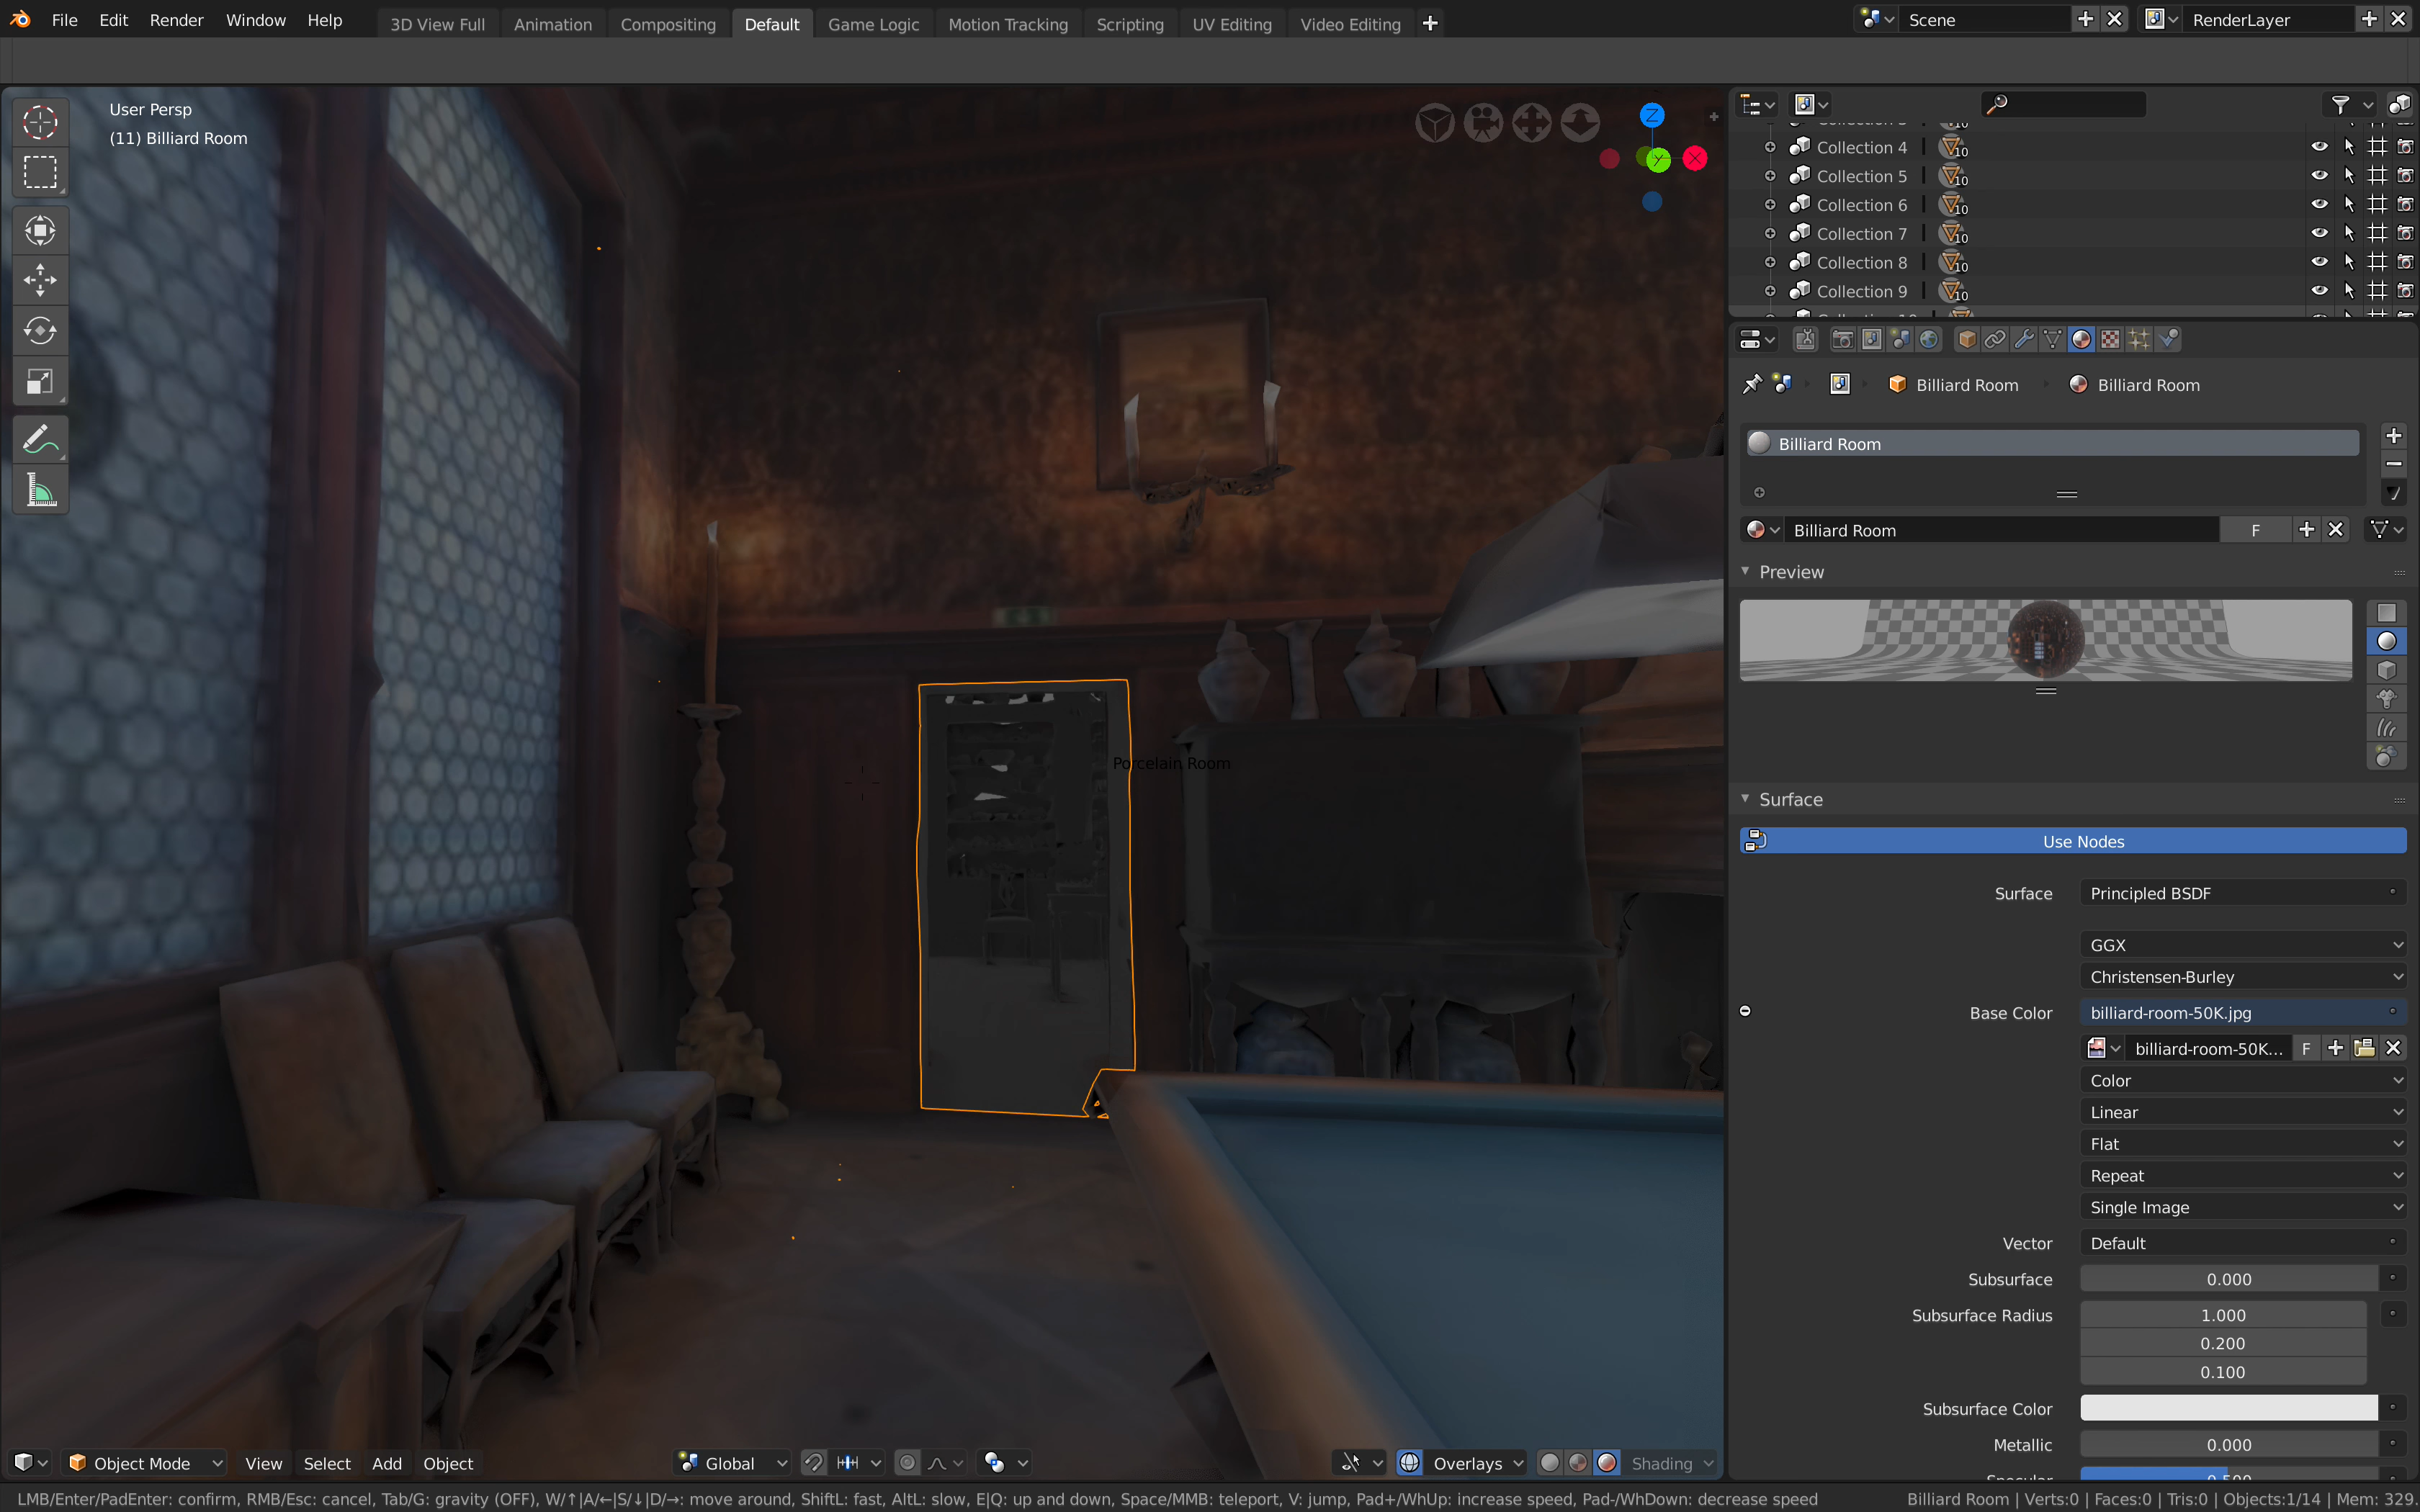 File Edit Render Window Help
3D View Full Animation Compositing Default Game Logic Motion Tracking Scripting UV Editing Video Editing
Scene
RenderLayer
User Persp
(11) Billiard Room
Z
Y
X
Porcelain Room
Collection 4 10
Collection 5 10
Collection 6 10
Collection 7 10
Collection 8 10
Collection 9 10
Billiard Room Billiard Room
Billiard Room
Billiard Room F
Preview
Surface
Use Nodes
Surface Principled BSDF
GGX
Christensen-Burley
Base Color billiard-room-50K.jpg
billiard-room-50K... F
Color
Linear
Flat
Repeat
Single Image
Vector Default
Subsurface 0.000
Subsurface Radius 1.000
0.200
0.100
Subsurface Color
Metallic 0.000
Object Mode View Select Add Object Global Overlays Shading
LMB/Enter/PadEnter: confirm, RMB/Esc: cancel, Tab/G: gravity (OFF), W/↑|A/←|S/↓|D/→: move around, ShiftL: fast, AltL: slow, E|Q: up and down, Space/MMB: teleport, V: jump, Pad+/WhUp: increase speed, Pad-/WhDown: decrease speed
Billiard Room | Verts:0 | Faces:0 | Tris:0 | Objects:1/14 | Mem: 329.